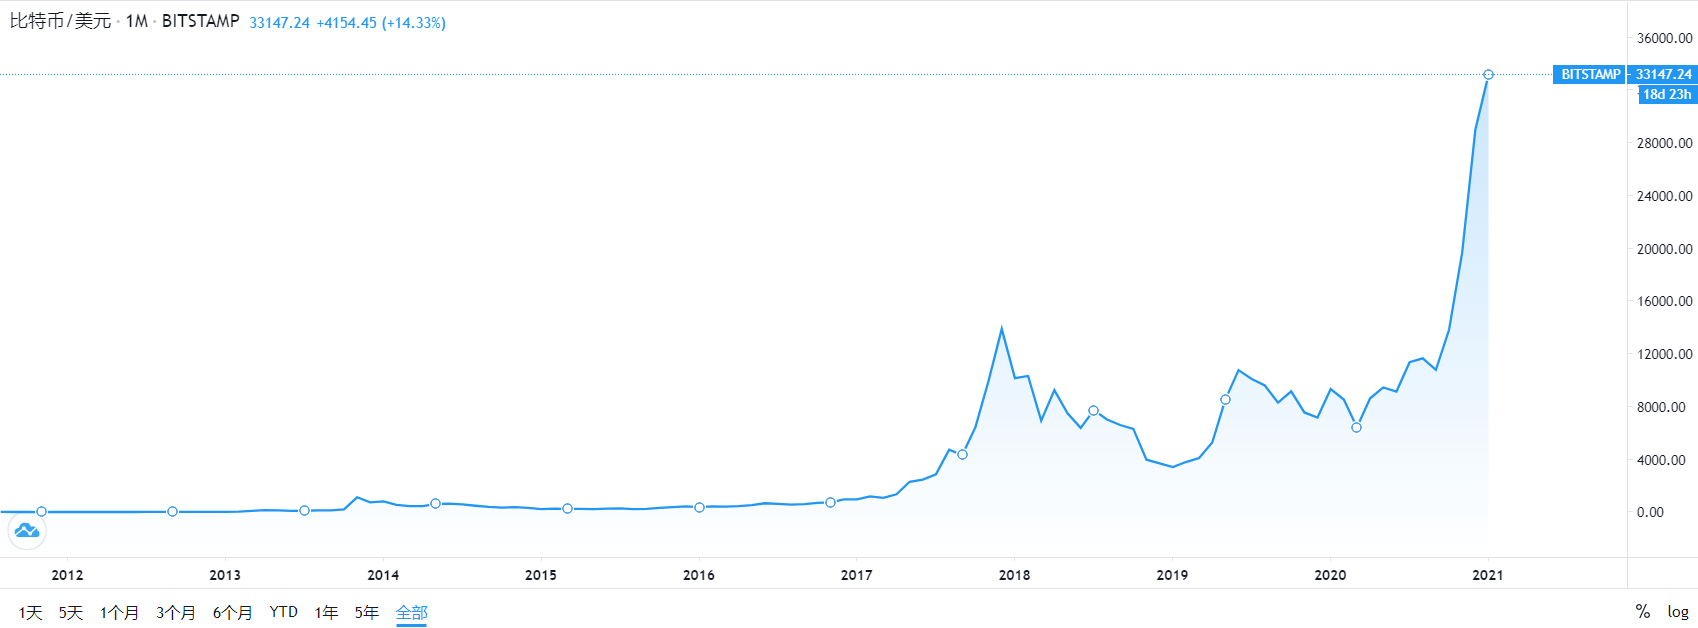 比特币/美元 · 1M · BITSTAMP 33147.24 +4154.45 (+14.33%)
36000.00
BITSTAMP 33147.24
18d 23h
28000.00
24000.00
20000.00
16000.00
12000.00
8000.00
4000.00
0.00
2012 2013 2014 2015 2016 2017 2018 2019 2020 2021
1天 5天 1个月 3个月 6个月 YTD 1年 5年 全部 % log